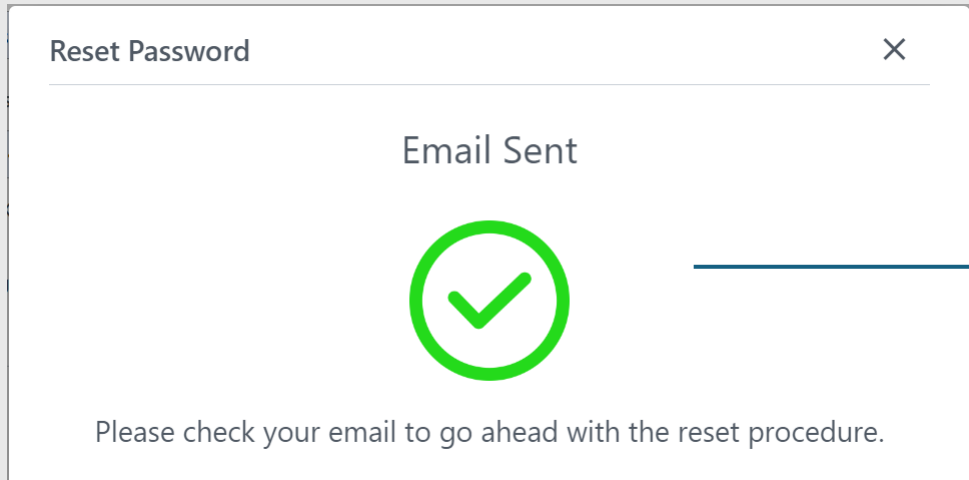 Reset Password
Email Sent
Please check your email to go ahead with the reset procedure.